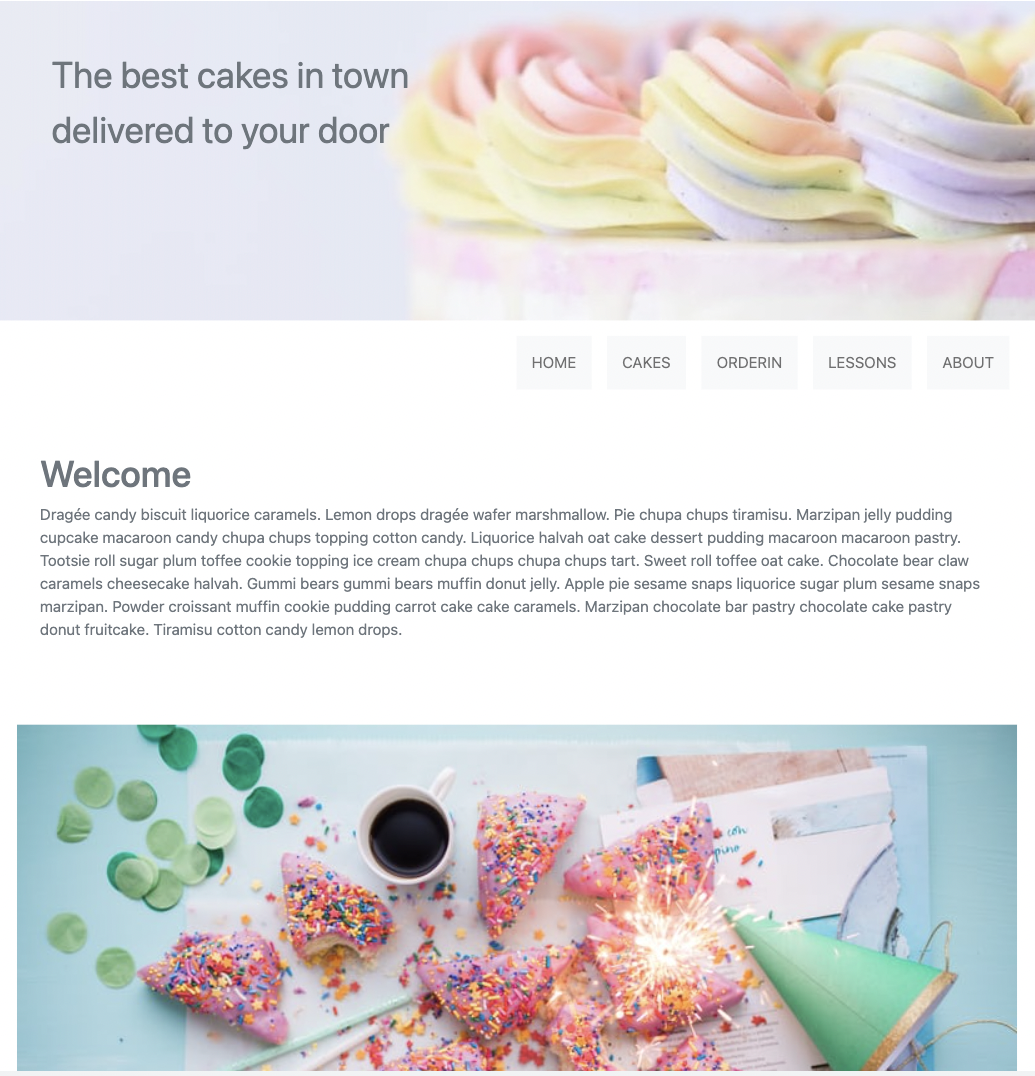 The best cakes in town
delivered to your door
HOME CAKES ORDERIN LESSONS ABOUT
Welcome
Dragée candy biscuit liquorice caramels. Lemon drops dragée wafer marshmallow. Pie chupa chups tiramisu. Marzipan jelly pudding
cupcake macaroon candy chupa chups topping cotton candy. Liquorice halvah oat cake dessert pudding macaroon macaroon pastry.
Tootsie roll sugar plum toffee cookie topping ice cream chupa chups chupa chups tart. Sweet roll toffee oat cake. Chocolate bear claw
caramels cheesecake halvah. Gummi bears gummi bears muffin donut jelly. Apple pie sesame snaps liquorice sugar plum sesame snaps
marzipan. Powder croissant muffin cookie pudding carrot cake cake caramels. Marzipan chocolate bar pastry chocolate cake pastry
donut fruitcake. Tiramisu cotton candy lemon drops.
con
pino